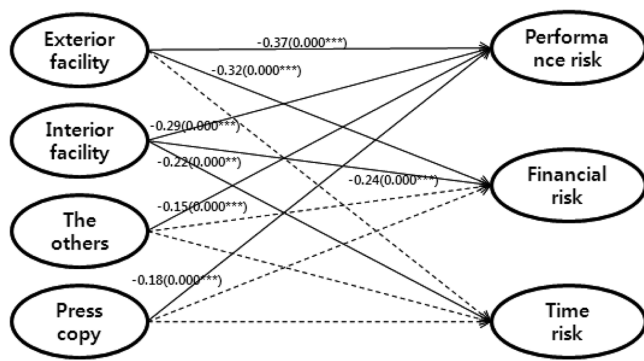 Exterior
facility
-0.37(0.000***)
Performa
nce risk
-0.32(0.000***)
Interior
facility
-0.29(0.000***)
-0.22(0.000**)
-0.24(0.000***)
Financial
risk
The
others
-0.15(0.000***)
-0.18(0.000***)
Press
copy
Time
risk